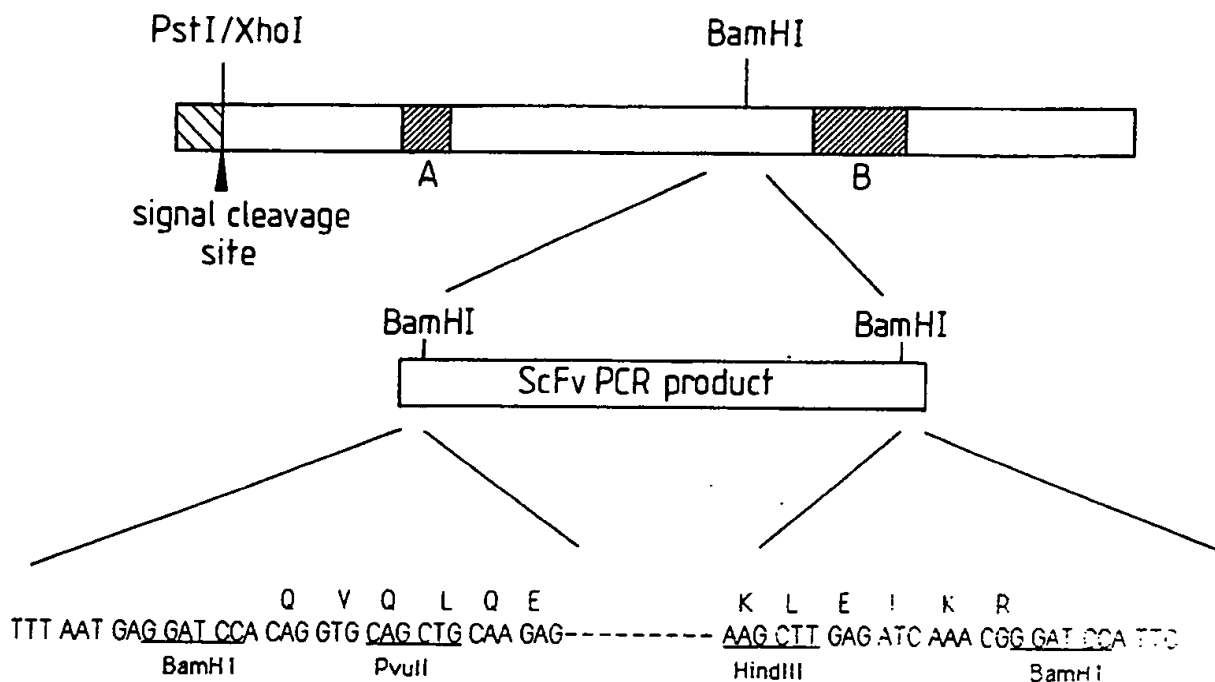 PstI/XhoI BamHI
A B
signal cleavage
site
BamHI BamHI
ScFv PCR product
Q V Q L Q E K L E I K R
TTT AAT GAG GAT CCA CAG GTG CAG CTG CAA GAG--------- AAG CTT GAG ATC AAA CGG GAT CCA TTC
BamHI PvuII HindIII BamHI